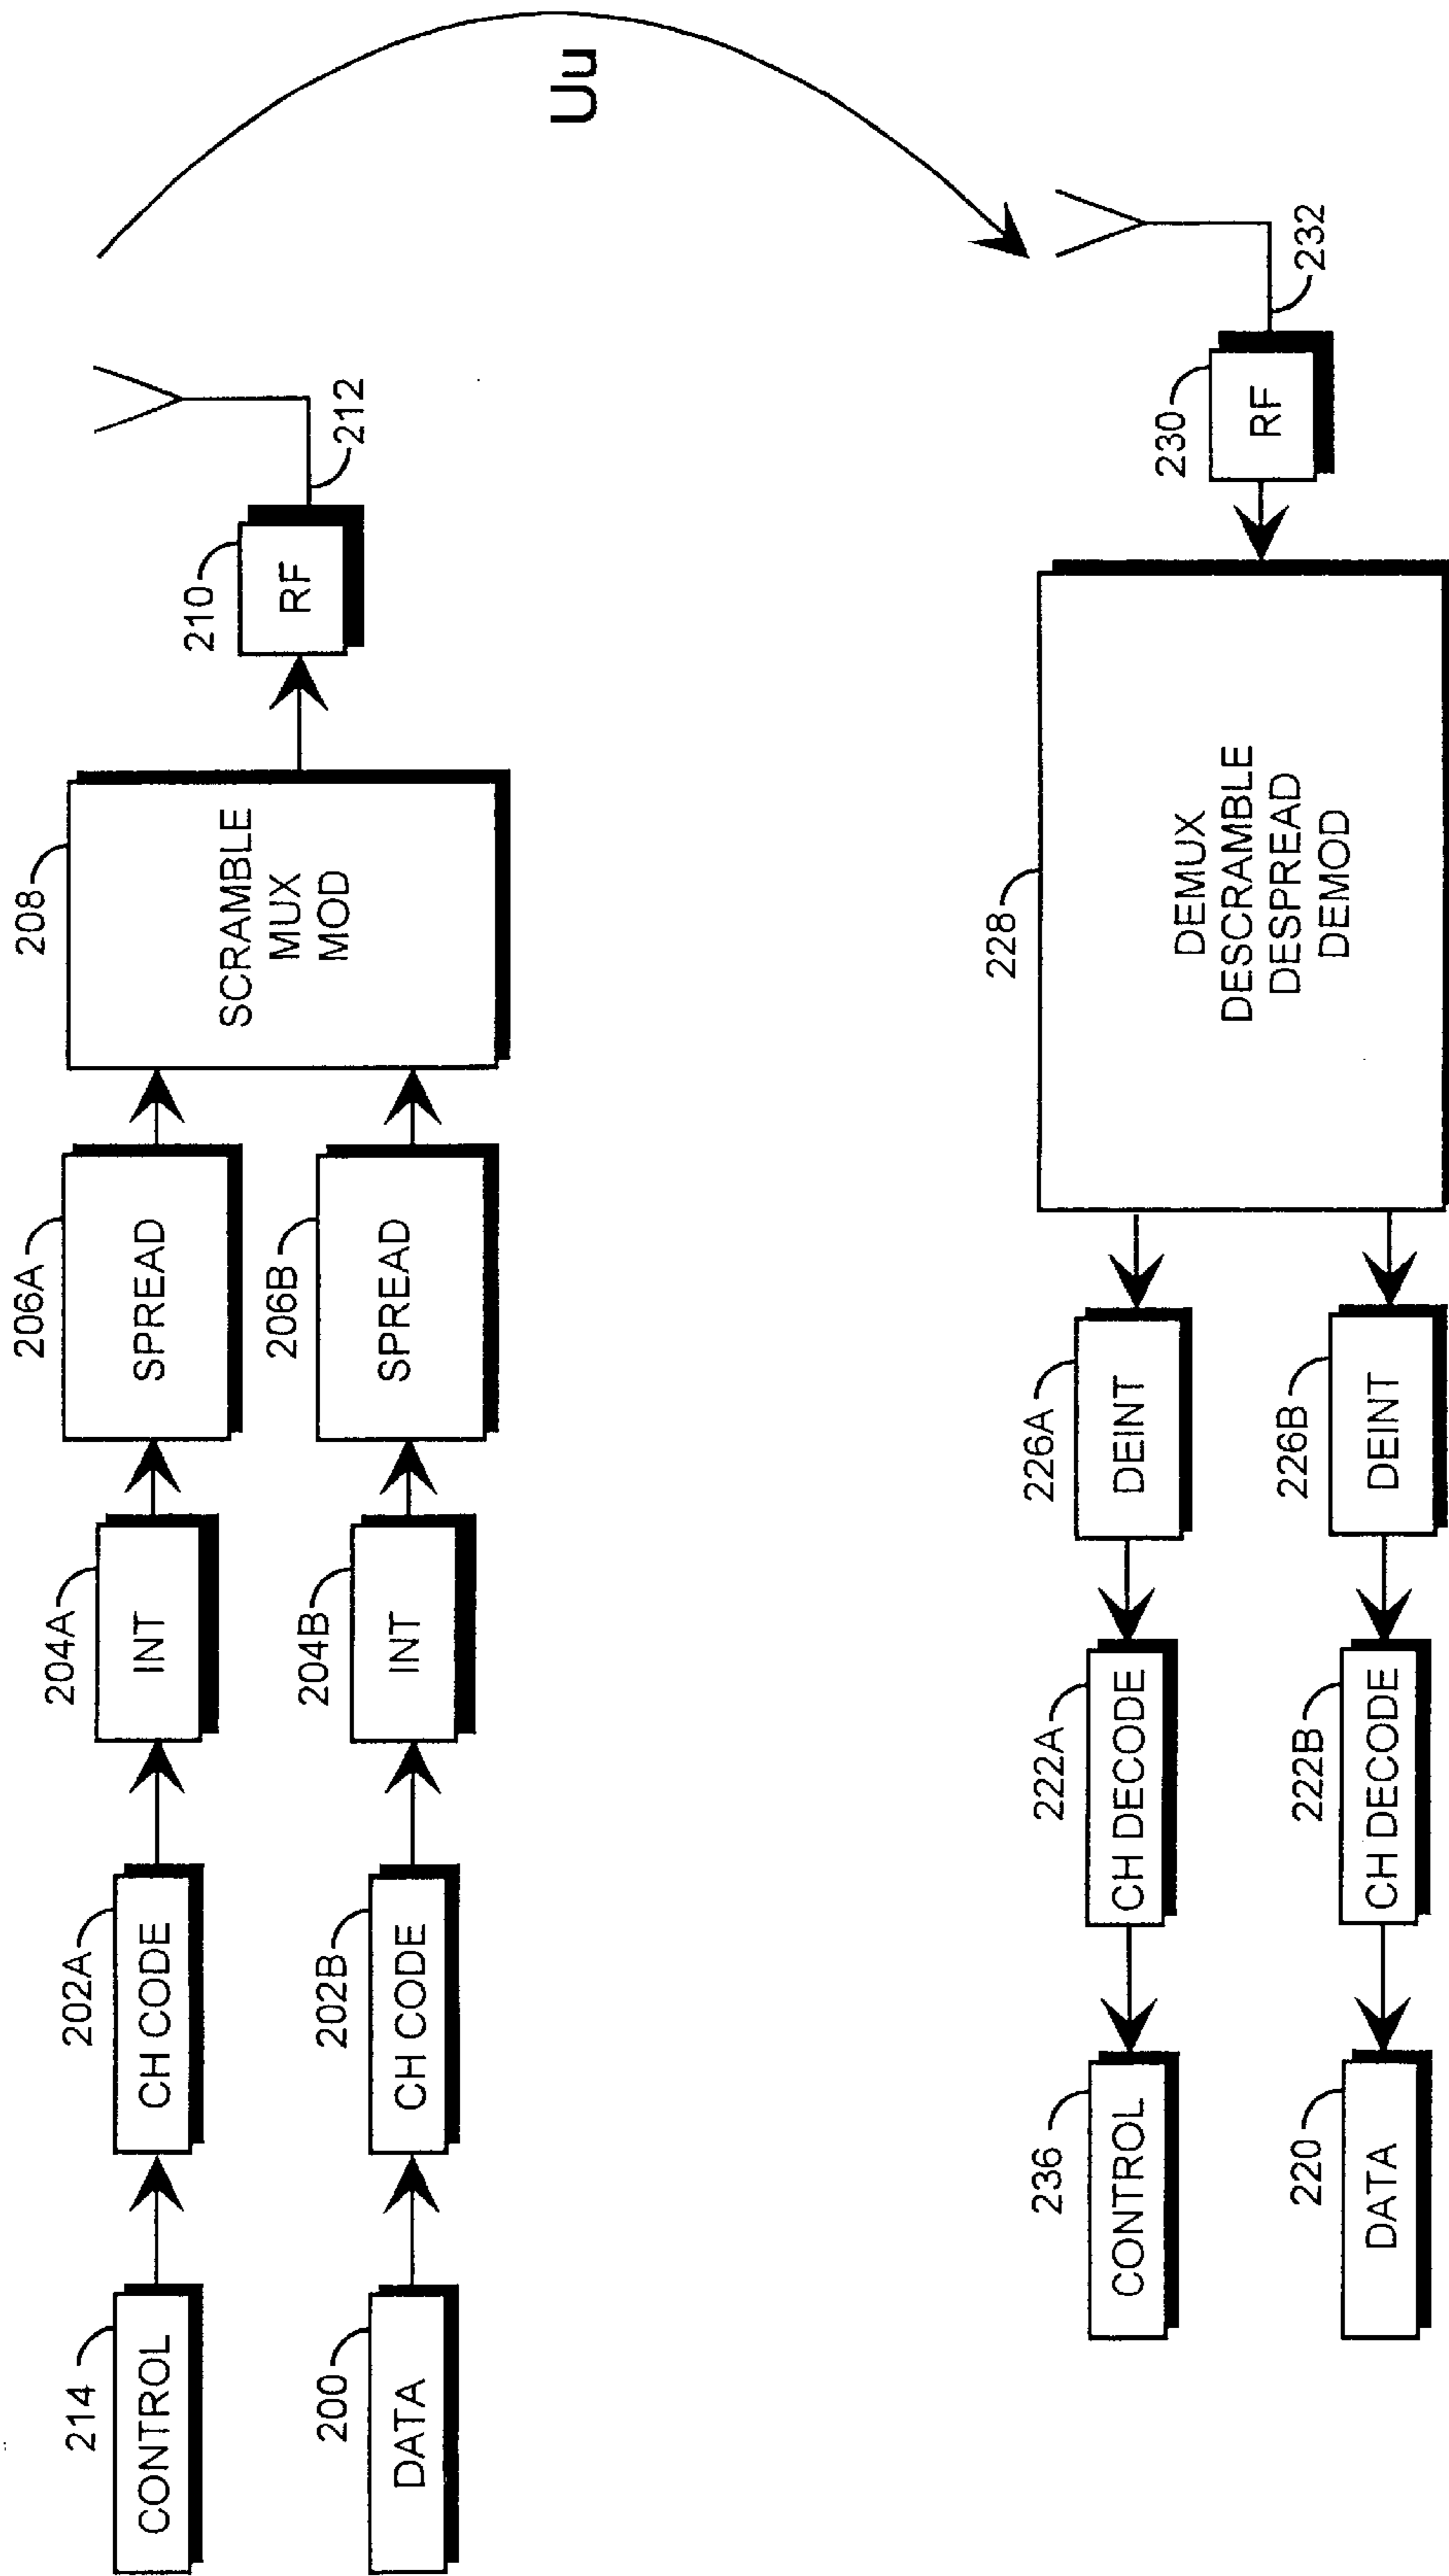 214
CONTROL
202A
CH CODE
204A
INT
206A
SPREAD
208
SCRAMBLE
MUX
MOD
210
RF
212
Uu
200
DATA
202B
CH CODE
204B
INT
206B
SPREAD
236
CONTROL
222A
CH DECODE
226A
DEINT
228
DEMUX
DESCRAMBLE
DESPREAD
DEMOD
230
RF
232
220
DATA
222B
CH DECODE
226B
DEINT